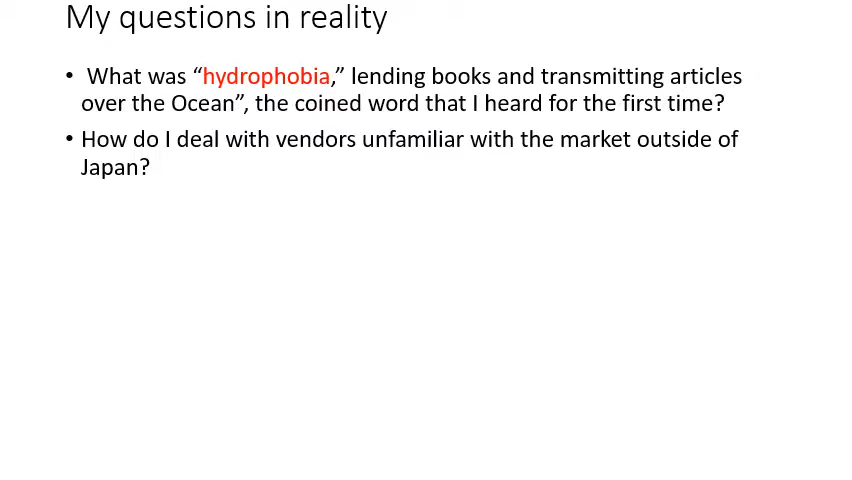 My questions in reality
• What was “hydrophobia,” lending books and transmitting articles
over the Ocean”, the coined word that I heard for the first time?
• How do I deal with vendors unfamiliar with the market outside of
Japan?